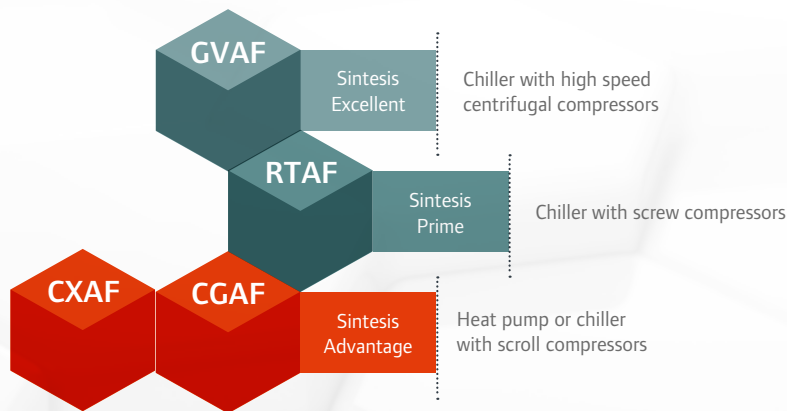 GVAF
Sintesis
Excellent
Chiller with high speed
centrifugal compressors
RTAF
Sintesis
Prime
Chiller with screw compressors
CXAF
CGAF
Sintesis
Advantage
Heat pump or chiller
with scroll compressors